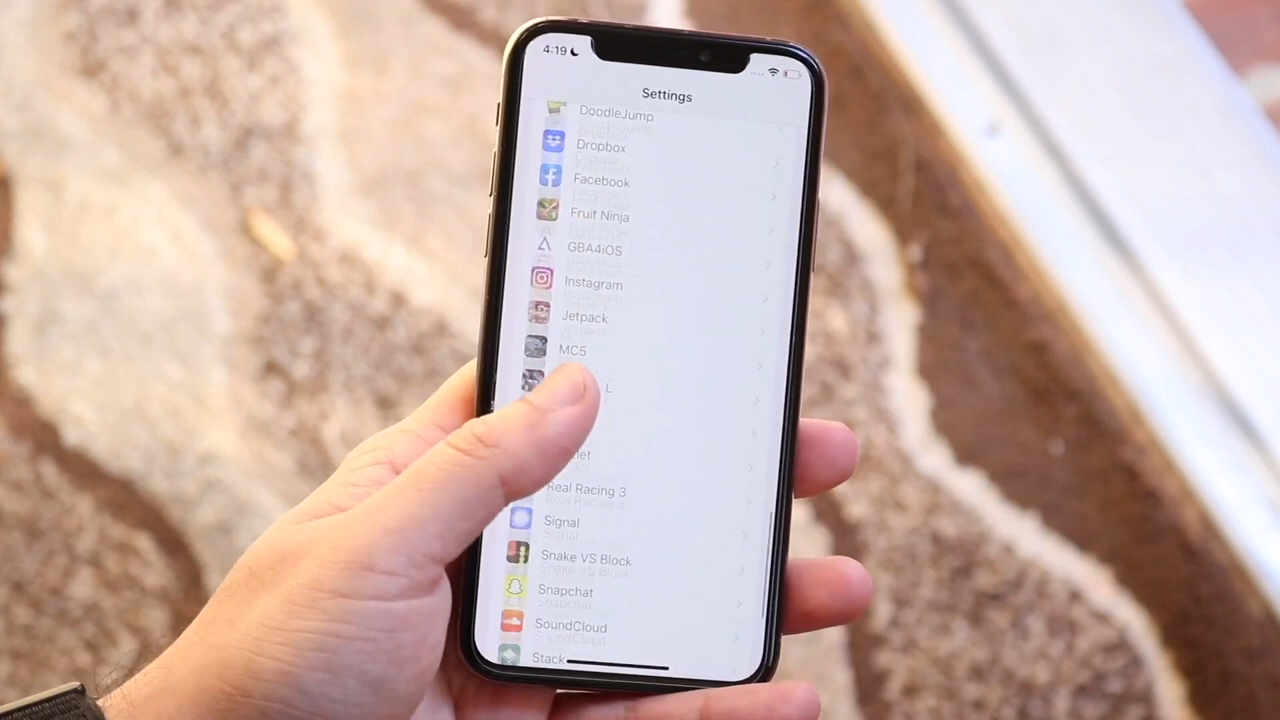 4:19
Settings
DoodleJump
Dropbox
Facebook
Fruit Ninja
GBA4iOS
Instagram
Jetpack
MC5
L
let
Real Racing 3
Signal
Snake VS Block
Snapchat
SoundCloud
Stack